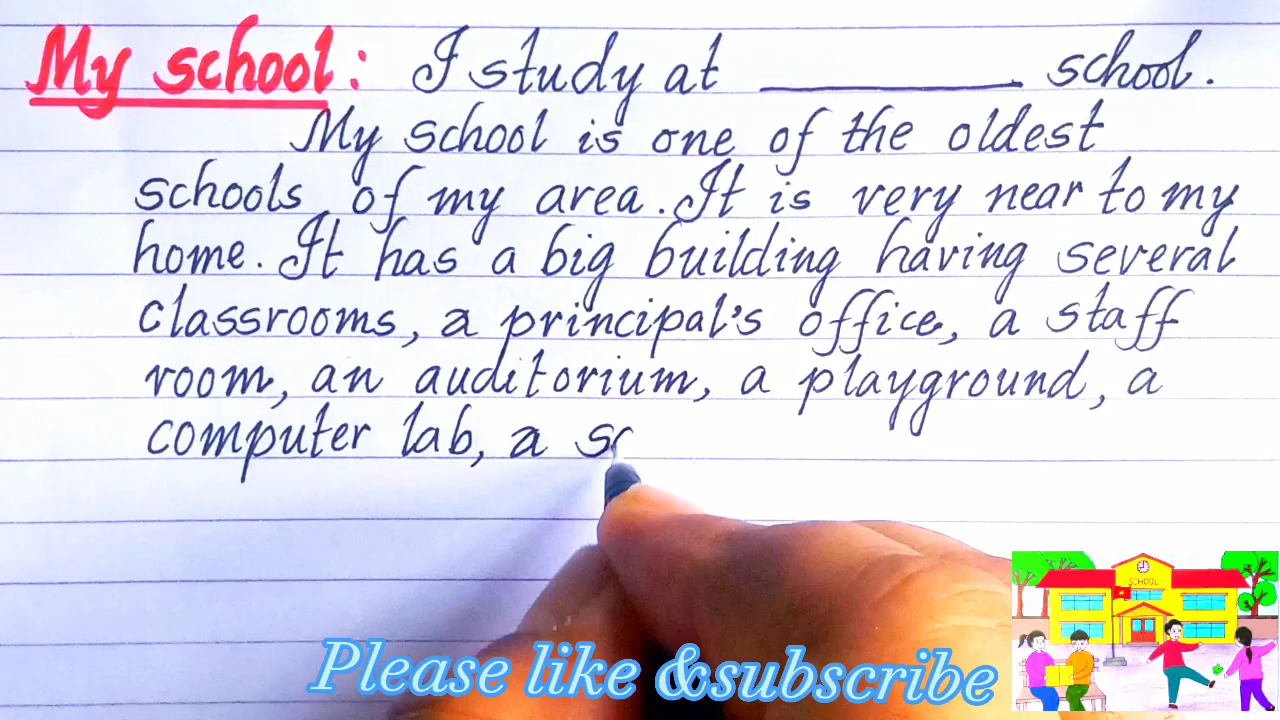 My school: I study at __________ school.
My school is one of the oldest
schools of my area. It is very near to my
home. It has a big building having several
classrooms, a principal's office, a staff
room, an auditorium, a playground, a
computer lab, a sc
Please like &subscribe
SCHOOL